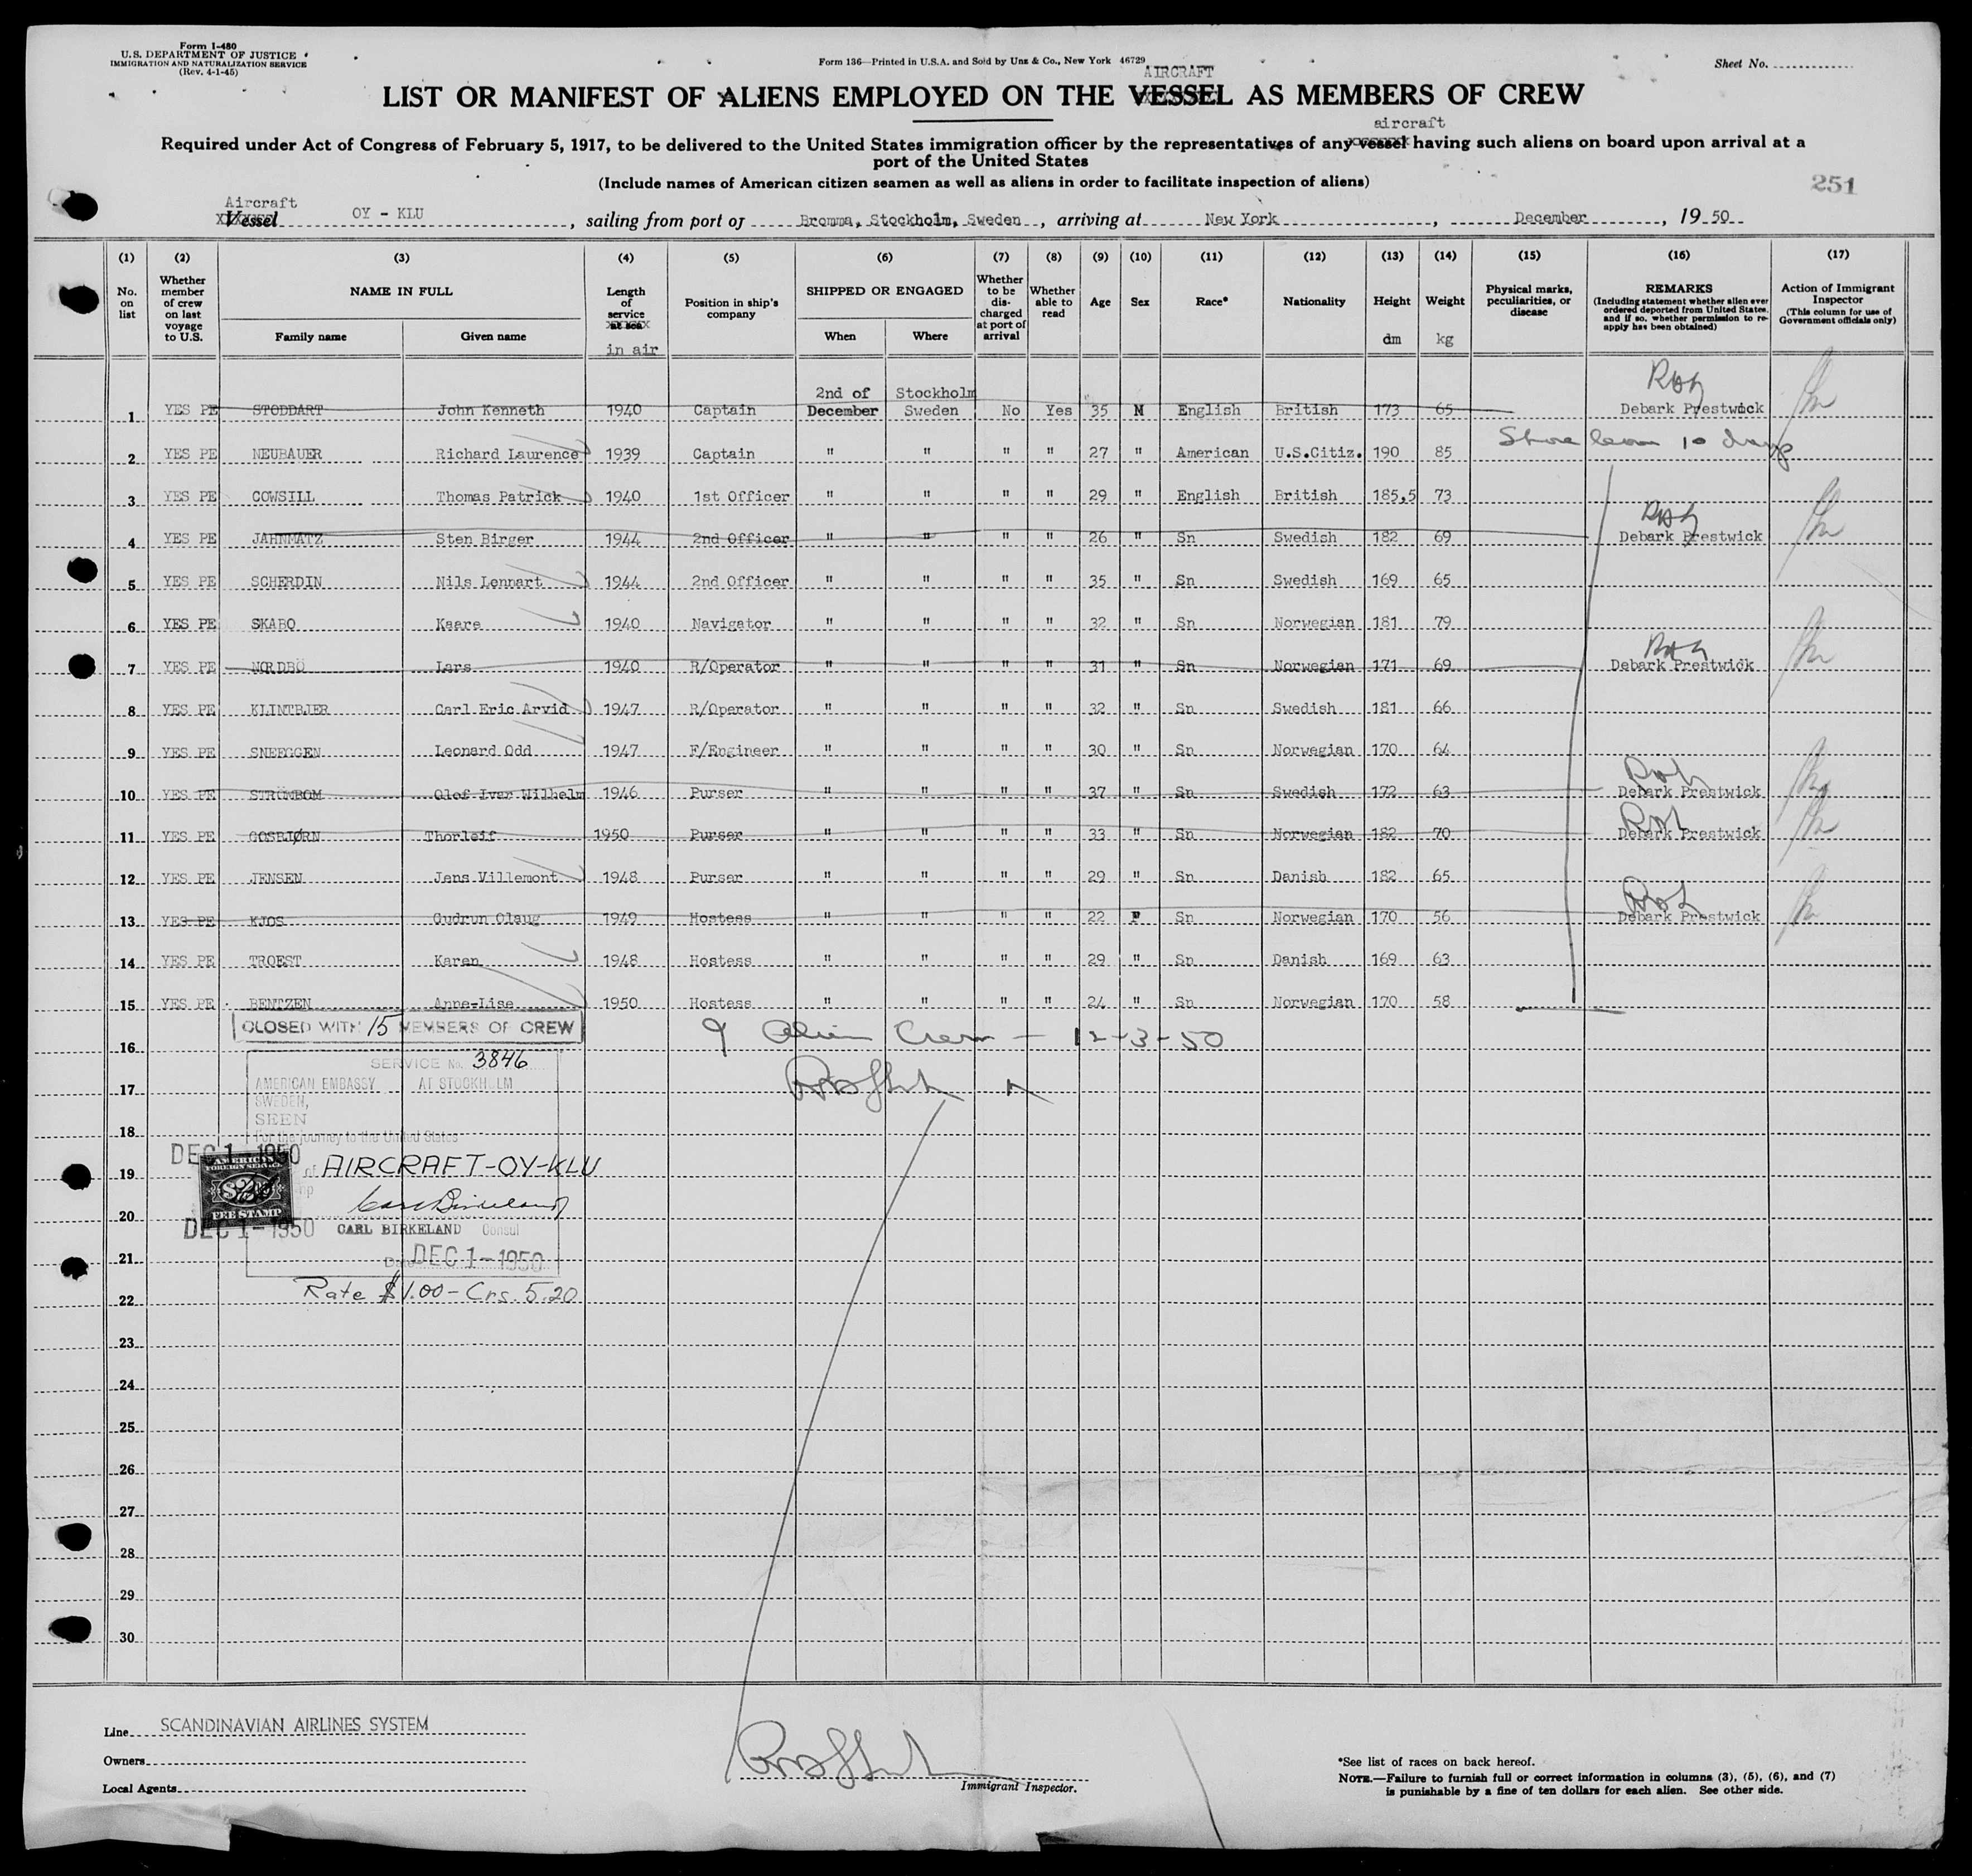 Form I-480
U.S. DEPARTMENT OF JUSTICE
IMMIGRATION AND NATURALIZATION SERVICE
(Rev. 4-1-45)
Form 136—Printed in U.S.A. and Sold by Unz & Co., New York 46729
Sheet No.
AIRCRAFT
LIST OR MANIFEST OF ALIENS EMPLOYED ON THE VESSEL AS MEMBERS OF CREW
aircraft
Required under Act of Congress of February 5, 1917, to be delivered to the United States immigration officer by the representatives of any vessel having such aliens on board upon arrival at a
port of the United States
(Include names of American citizen seamen as well as aliens in order to facilitate inspection of aliens)
251
Aircraft
Vessel OY - KLU, sailing from port of Bromma, Stockholm, Sweden, arriving at New York, December, 19 50
(1) (2) (3) (4) (5) (6) (7) (8) (9) (10) (11) (12) (13) (14) (15) (16) (17)
No. on list
Whether member of crew on last voyage to U.S.
NAME IN FULL
Family name Given name
Length of service at sea in air
Position in ship's company
SHIPPED OR ENGAGED
When Where
Whether to be discharged at port of arrival
Whether able to read
Age
Sex
Race*
Nationality
Height dm
Weight kg
Physical marks, peculiarities, or disease
REMARKS
(Including statement whether alien ever ordered deported from United States, and if so, whether permission to re-apply has been obtained)
Action of Immigrant Inspector
(This column for use of Government officials only)
2nd of Stockholm
1 YES PE STODDART John Kenneth 1940 Captain December Sweden No Yes 35 M English British 173 65 Debark Prestwick
Shore leave 10 days
2 YES PE NEUBAUER Richard Laurence 1939 Captain " " " " 27 " American U.S.Citiz. 190 85
3 YES PE COWSILL Thomas Patrick 1940 1st Officer " " " " 29 " English British 185,5 73
4 YES PE JAHNMATZ Sten Birger 1944 2nd Officer " " " " 26 " Sn Swedish 182 69 Debark Prestwick
5 YES PE SCHERDIN Nils Lennart 1944 2nd Officer " " " " 35 " Sn Swedish 169 65
6 YES PE SKABO Kaare 1940 Navigator " " " " 32 " Sn Norwegian 181 79
7 YES PE NORDBÖ Lars 1940 R/Operator " " " " 31 " Sn Norwegian 171 69 Debark Prestwick
8 YES PE KLINTBJER Carl Eric Arvid 1947 R/Operator " " " " 32 " Sn Swedish 181 66
9 YES PE SNEEGGEN Leonard Odd 1947 F/Engineer " " " " 30 " Sn Norwegian 170 64
10 YES PE STRÖMBOM Olof Iver Wilhelm 1946 Purser " " " " 37 " Sn Swedish 172 63 Debark Prestwick
11 YES PE GOSBJØRN Thorleif 1950 Purser " " " " 33 " Sn Norwegian 182 70 Debark Prestwick
12 YES PE JENSEN Jens Villemont 1948 Purser " " " " 29 " Sn Danish 182 65
13 YES PE KJOS Gudrun Olaug 1949 Hostess " " " " 22 F Sn Norwegian 170 56 Debark Prestwick
14 YES PE TROEST Karen 1948 Hostess " " " " 29 " Sn Danish 169 63
15 YES PE BENTZEN Anne-Lise 1950 Hostess " " " " 24 " Sn Norwegian 170 58
CLOSED WITH 15 MEMBERS OF CREW
9 Alien Crew — 12-3-50
16
SERVICE No. 3846
17
AMERICAN EMBASSY AT STOCKHOLM
SWEDEN,
SEEN
18
For the journey to the United States
DEC 1-1950
19
AMERICAN FOREIGN SERVICE
FEE STAMP
of AIRCRAFT-OY-KLU
20
DEC 1-1950 CARL BIRKELAND Consul
21
Date DEC 1-1950
Rate $1.00 - Crs. 5.20
22
23
24
25
26
27
28
29
30
Line SCANDINAVIAN AIRLINES SYSTEM
Owners
Local Agents
Immigrant Inspector.
*See list of races on back hereof.
NOTE.—Failure to furnish full or correct information in columns (3), (5), (6), and (7)
is punishable by a fine of ten dollars for each alien. See other side.